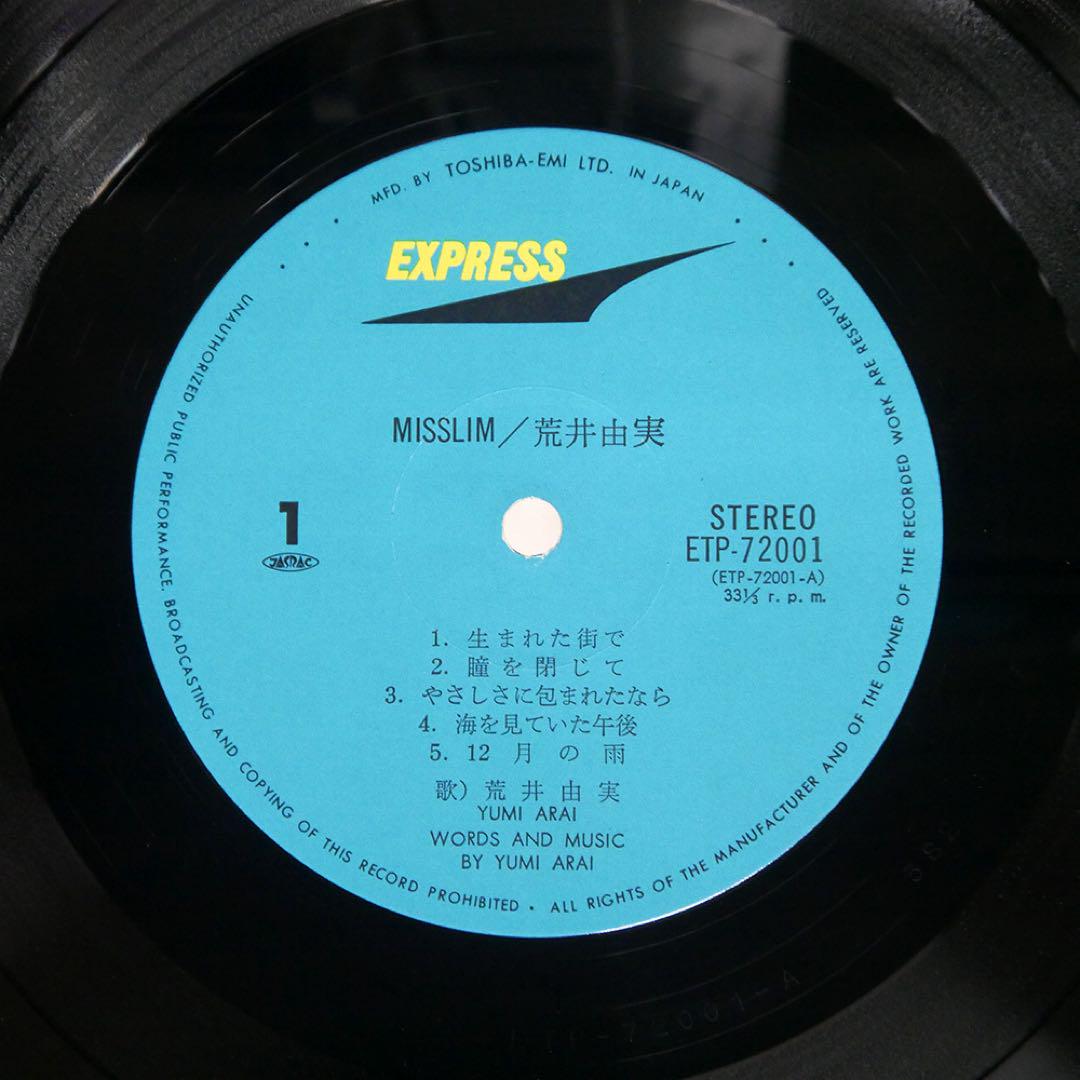 MFD. BY TOSHIBA-EMI LTD. IN JAPAN
EXPRESS
MISSLIM／荒井由実
1
JASRAC
STEREO
ETP-72001
(ETP-72001-A)
33⅓ r. p. m.
1. 生まれた街で
2. 瞳を閉じて
3. やさしさに包まれたなら
4. 海を見ていた午後
5. 12月の雨
歌) 荒井由実
YUMI ARAI
WORDS AND MUSIC
BY YUMI ARAI
UNAUTHORIZED PUBLIC PERFORMANCE, BROADCASTING AND COPYING OF THIS RECORD PROHIBITED • ALL RIGHTS OF THE MANUFACTURER AND OF THE OWNER OF THE RECORDED WORK ARE RESERVED